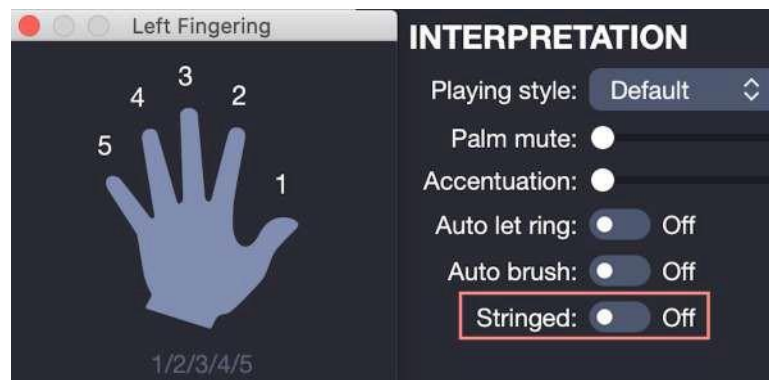 Left Fingering
3
4
2
5
1
1/2/3/4/5
INTERPRETATION
Playing style: Default
Palm mute:
Accentuation:
Auto let ring: Off
Auto brush: Off
Stringed: Off